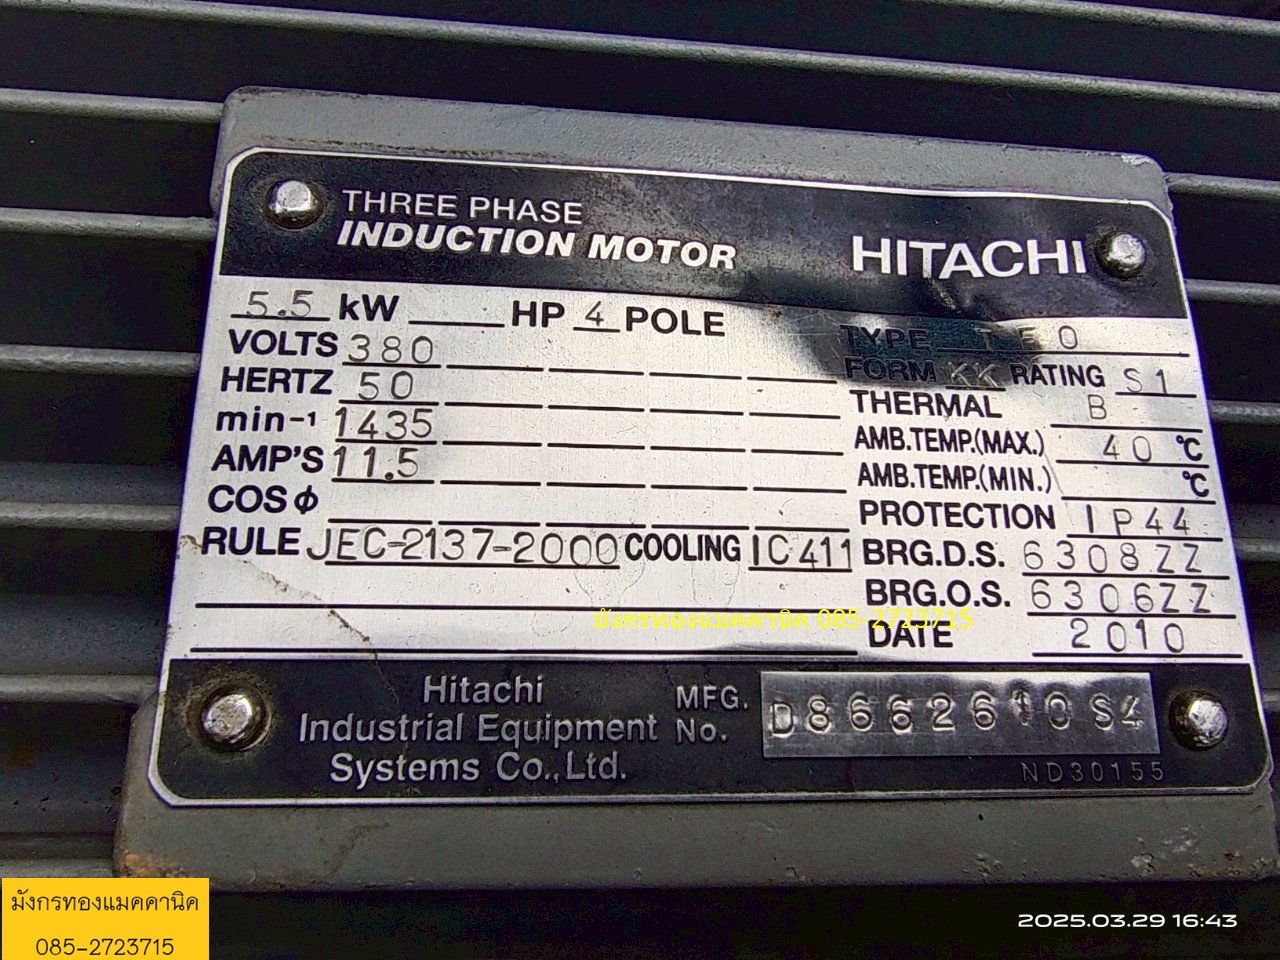 THREE PHASE
INDUCTION MOTOR
HITACHI
5.5 kW HP 4 POLE
VOLTS 380
HERTZ 50
min-1 1435
AMP'S 11.5
COS φ
RULE JEC-2137-2000 COOLING IC411
TYPE
FORM KK RATING S1
THERMAL B
AMB.TEMP.(MAX.) 40 °C
AMB.TEMP.(MIN.) °C
PROTECTION IP44
BRG.D.S. 6308ZZ
BRG.O.S. 6306ZZ
มังกรทองแมคคานิค 085-2723715
DATE 2010
Hitachi
Industrial Equipment
Systems Co.,Ltd.
MFG.
No.
ND30155
มังกรทองแมคคานิค
085-2723715
2025.03.29 16:43